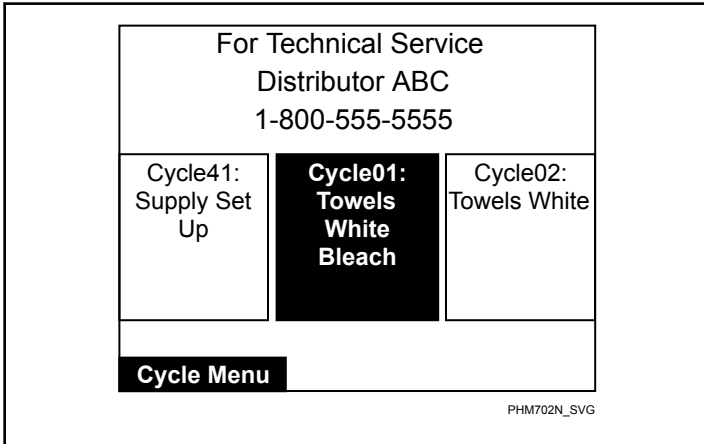 For Technical Service
Distributor ABC
1-800-555-5555
Cycle41:
Supply Set
Up
Cycle01:
Towels
White
Bleach
Cycle02:
Towels White
Cycle Menu
PHM702N_SVG